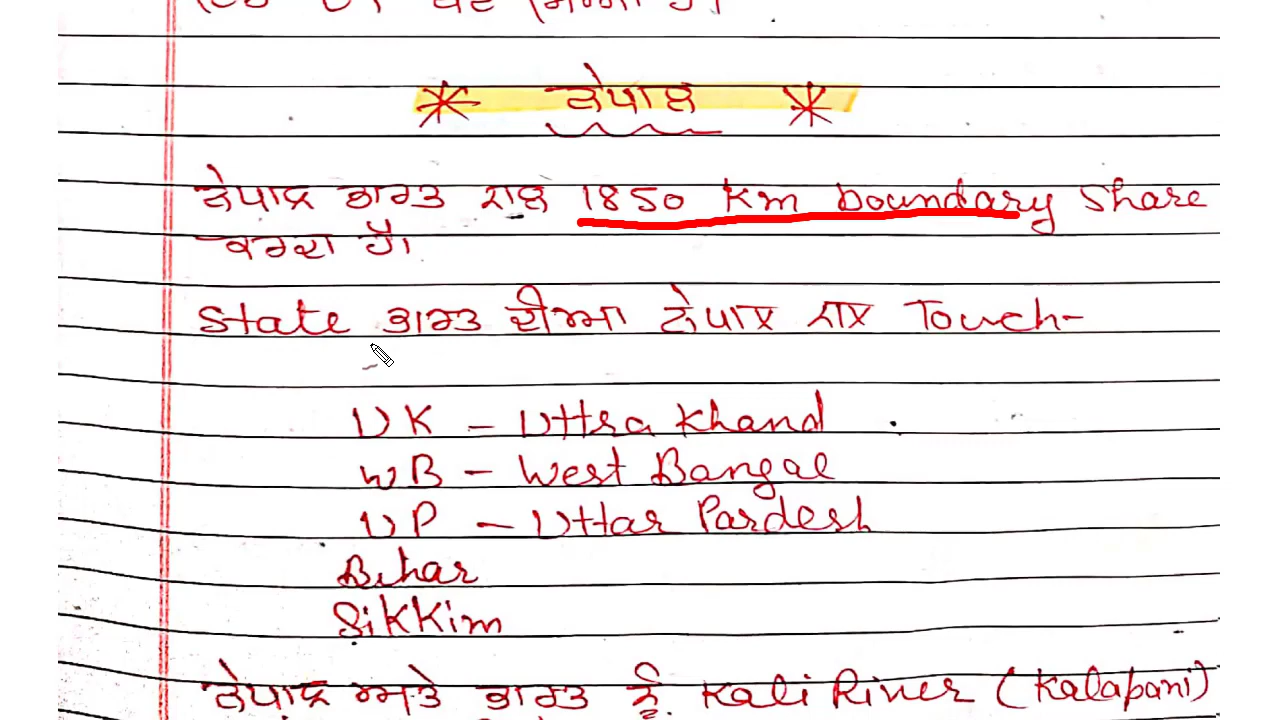 * ਨੇਪਾਲ *
ਨੇਪਾਲ ਭਾਰਤ ਨਾਲ 1850 Km boundary Share
ਕਰਦਾ ਹੈ।
State ਭਾਰਤ ਦੀਆ ਨੇਪਾਲ ਨਾਲ Touch-
UK - Uttra Khand
WB - West Bangal
UP - Uttar Pardesh
Bihar
Sikkim
ਨੇਪਾਲ ਅਤੇ ਭਾਰਤ ਨੂੰ Kali River (Kalapani)